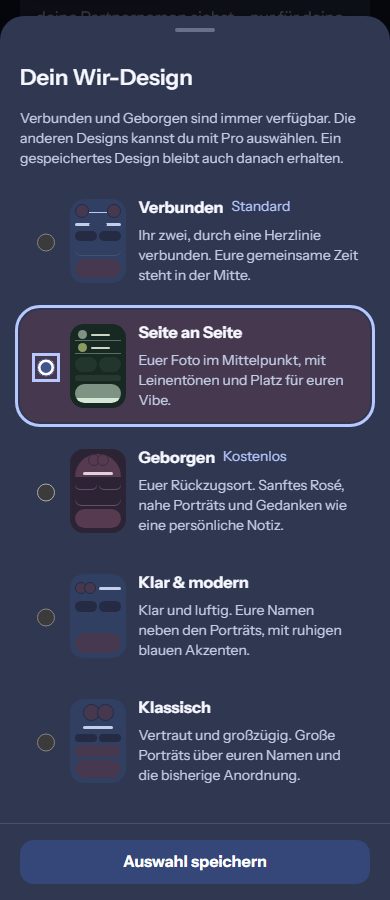 Dein Wir-Design
Verbunden und Geborgen sind immer verfügbar. Die
anderen Designs kannst du mit Pro auswählen. Ein
gespeichertes Design bleibt auch danach erhalten.
Verbunden Standard
Ihr zwei, durch eine Herzlinie
verbunden. Eure gemeinsame Zeit
steht in der Mitte.
Seite an Seite
Euer Foto im Mittelpunkt, mit
Leinentönen und Platz für euren
Vibe.
Geborgen Kostenlos
Euer Rückzugsort. Sanftes Rosé,
nahe Porträts und Gedanken wie
eine persönliche Notiz.
Klar & modern
Klar und luftig. Eure Namen
neben den Porträts, mit ruhigen
blauen Akzenten.
Klassisch
Vertraut und großzügig. Große
Porträts über euren Namen und
die bisherige Anordnung.
Auswahl speichern